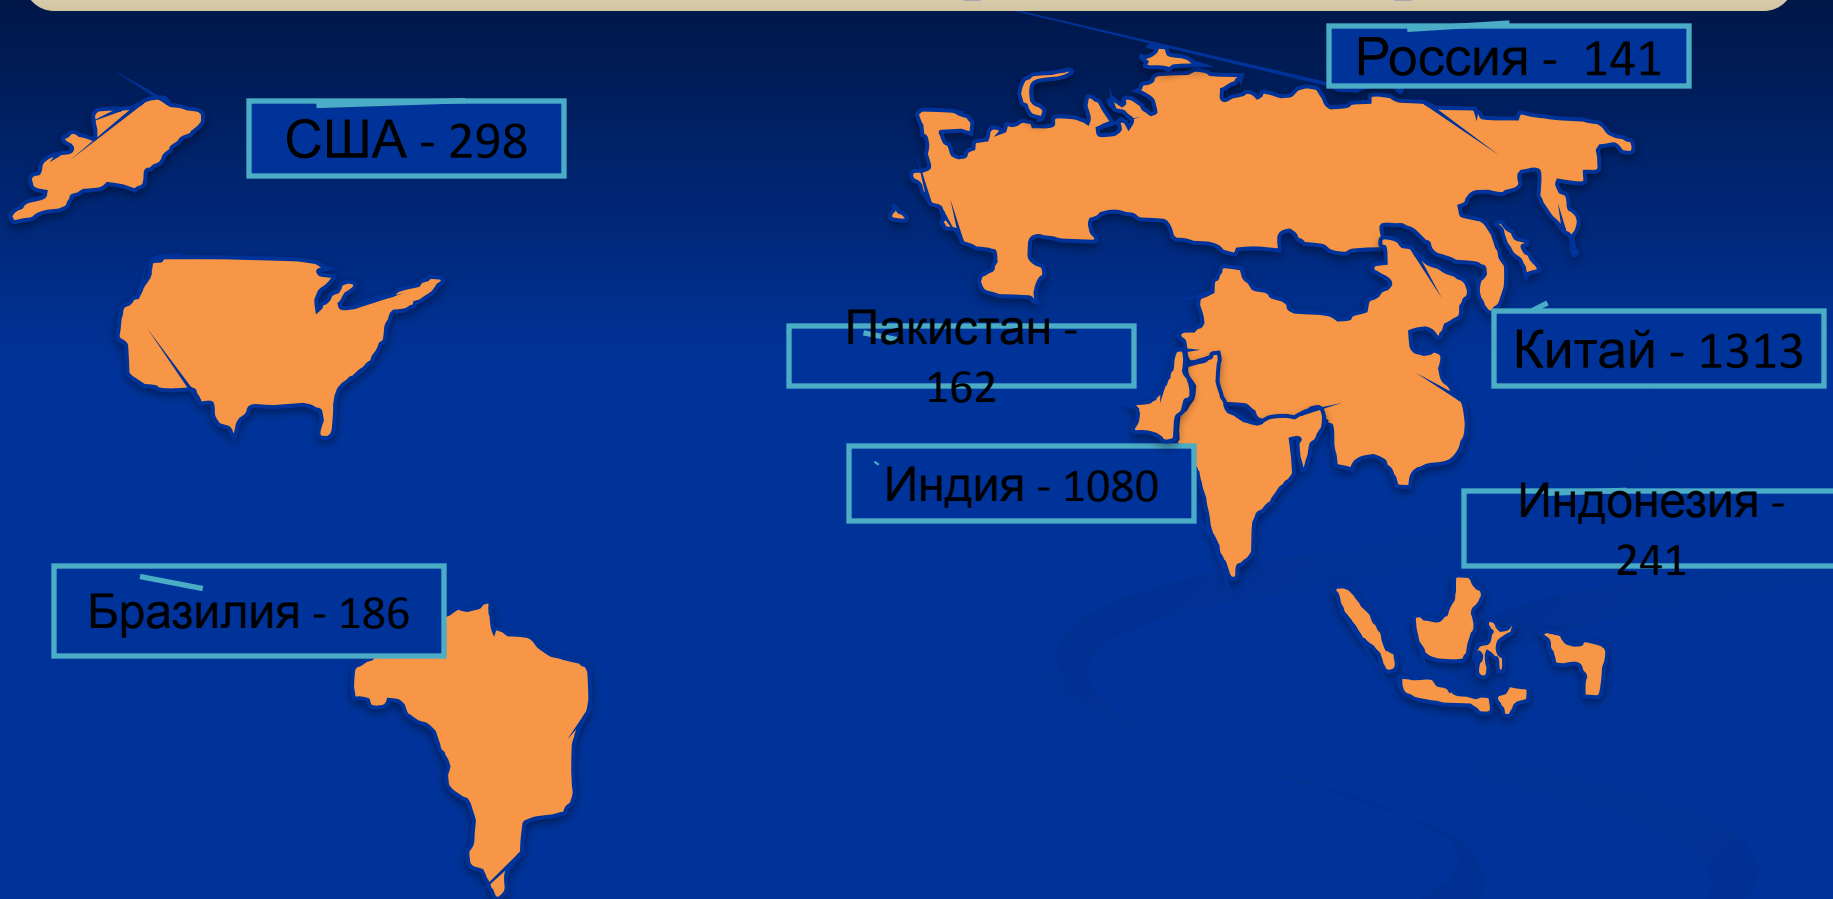 Россия - 141
США - 298
Пакистан -
162
Китай - 1313
Индия - 1080
Индонезия -
241
Бразилия - 186